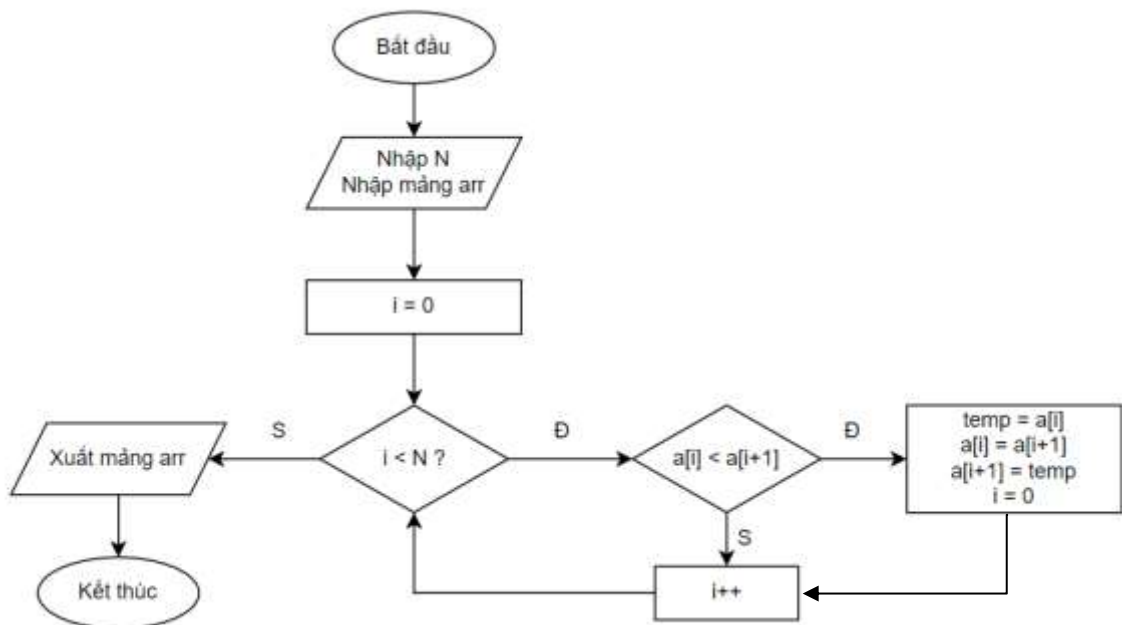 Bắt đầu
Nhập N
Nhập mảng arr
i = 0
i < N ?
S
Đ
Xuất mảng arr
Kết thúc
a[i] < a[i+1]
Đ
S
temp = a[i]
a[i] = a[i+1]
a[i+1] = temp
i = 0
i++